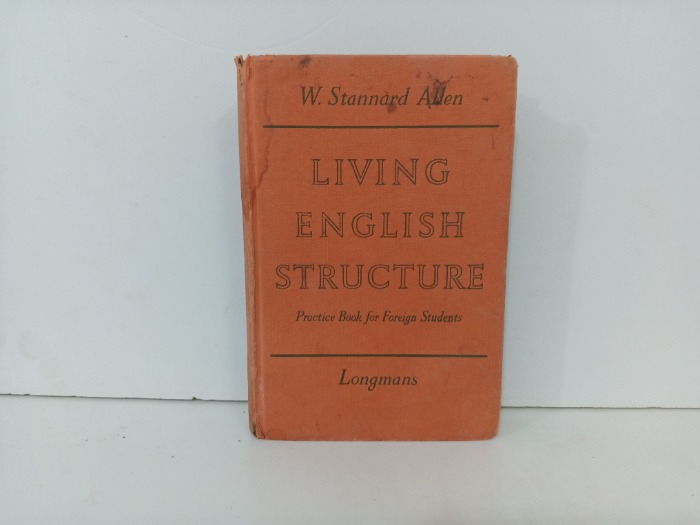 W. Stannard Allen
LIVING
ENGLISH
STRUCTURE
Practice Book for Foreign Students
Longmans